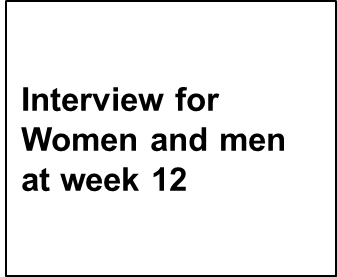 Interview for
Women and men
at week 12